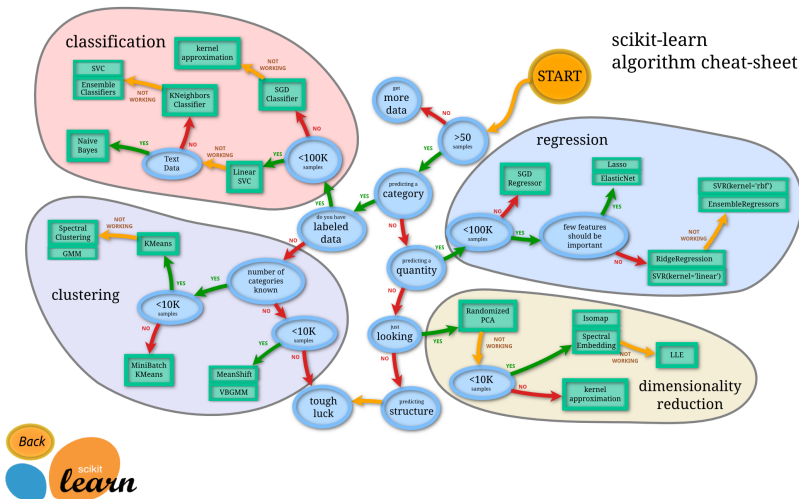 scikit-learn
algorithm cheat-sheet
START
classification
kernel
approximation
SVC
Ensemble
Classifiers
NOT
WORKING
KNeighbors
Classifier
NOT
WORKING
SGD
Classifier
Naive
Bayes
YES
Text
Data
NO
NOT
WORKING
Linear
SVC
YES
<100K
samples
NO
YES
get
more
data
NO
>50
samples
YES
predicting a
category
YES
NO
do you have
labeled
data
NO
predicting a
quantity
YES
NO
just
looking
YES
NO
predicting
structure
tough
luck
regression
SGD
Regressor
NO
<100K
samples
YES
few features
should be
important
YES
NO
Lasso
ElasticNet
SVR(kernel='rbf')
EnsembleRegressors
NOT
WORKING
RidgeRegression
SVR(kernel='linear')
clustering
Spectral
Clustering
GMM
NOT
WORKING
KMeans
YES
<10K
samples
NO
MiniBatch
KMeans
YES
number of
categories
known
NO
<10K
samples
YES
NO
MeanShift
VBGMM
dimensionality
reduction
Randomized
PCA
NOT
WORKING
<10K
samples
YES
NO
Isomap
Spectral
Embedding
NOT
WORKING
LLE
kernel
approximation
Back
scikit
learn